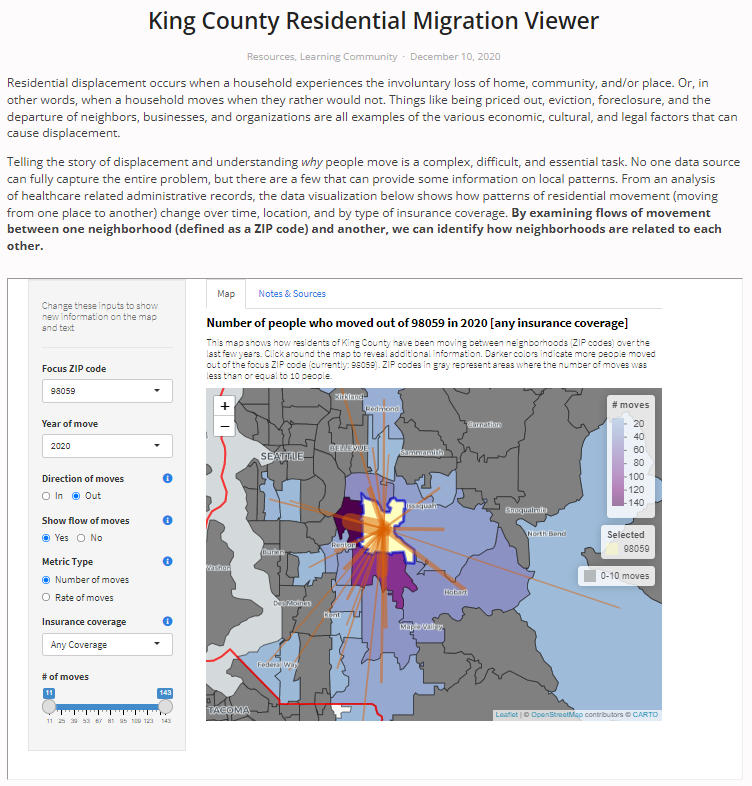 King County Residential Migration Viewer
Resources, Learning Community · December 10, 2020
Residential displacement occurs when a household experiences the involuntary loss of home, community, and/or place. Or, in
other words, when a household moves when they rather would not. Things like being priced out, eviction, foreclosure, and the
departure of neighbors, businesses, and organizations are all examples of the various economic, cultural, and legal factors that can
cause displacement.
Telling the story of displacement and understanding why people move is a complex, difficult, and essential task. No one data source
can fully capture the entire problem, but there are a few that can provide some information on local patterns. From an analysis
of healthcare related administrative records, the data visualization below shows how patterns of residential movement (moving
from one place to another) change over time, location, and by type of insurance coverage. By examining flows of movement
between one neighborhood (defined as a ZIP code) and another, we can identify how neighborhoods are related to each
other.
Change these inputs to show
new information on the map
and text
Focus ZIP code
98059
Year of move
2020
Direction of moves
In Out
Show flow of moves
Yes No
Metric Type
Number of moves
Rate of moves
Insurance coverage
Any Coverage
# of moves
11 143
11 25 39 53 67 81 95 109 123 143
Map Notes & Sources
Number of people who moved out of 98059 in 2020 [any insurance coverage]
This map shows how residents of King County have been moving between neighborhoods (ZIP codes) over the
last few years. Click around the map to reveal additional information. Darker colors indicate more people moved
out of the focus ZIP code (currently: 98059). ZIP codes in gray represent areas where the number of moves was
less than or equal to 10 people.
+
−
Kirkland
Redmond
Carnation
BELLEVUE
Sammamish
SEATTLE
Issaquah
Snoqualmie
North Bend
Renton
Burien
Vashon
Hobart
Des Moines
Kent
Maple Valley
Federal Way
TACOMA
# moves
20
40
60
80
100
120
140
Selected
98059
0-10 moves
Leaflet | © OpenStreetMap contributors © CARTO